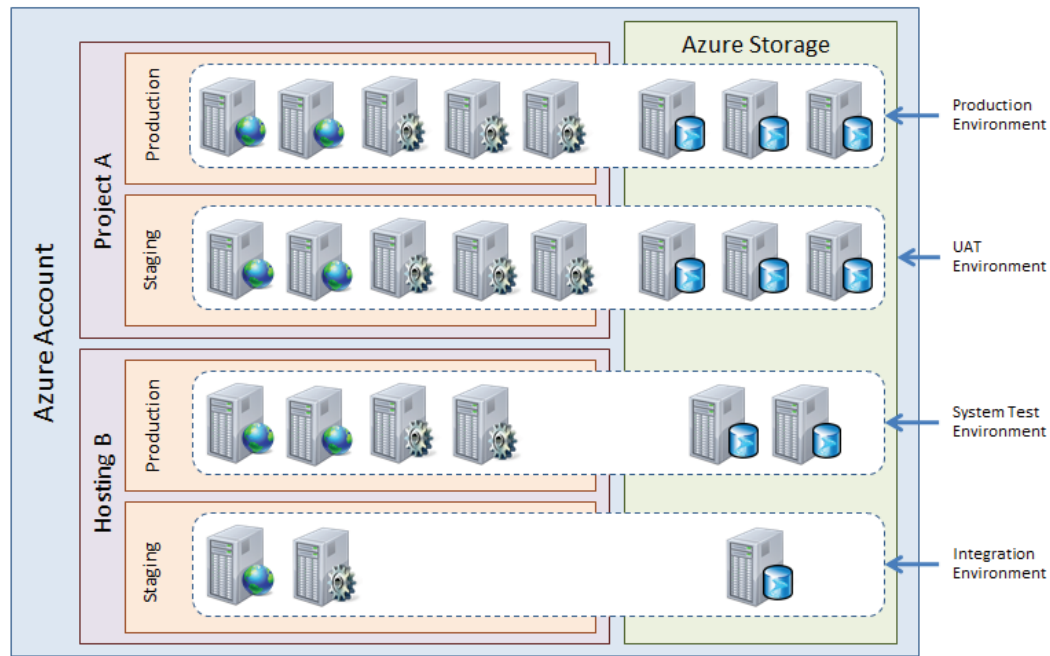 Azure Account
Azure Storage
Project A
Production
Production
Environment
Staging
UAT
Environment
Hosting B
Production
System Test
Environment
Staging
Integration
Environment